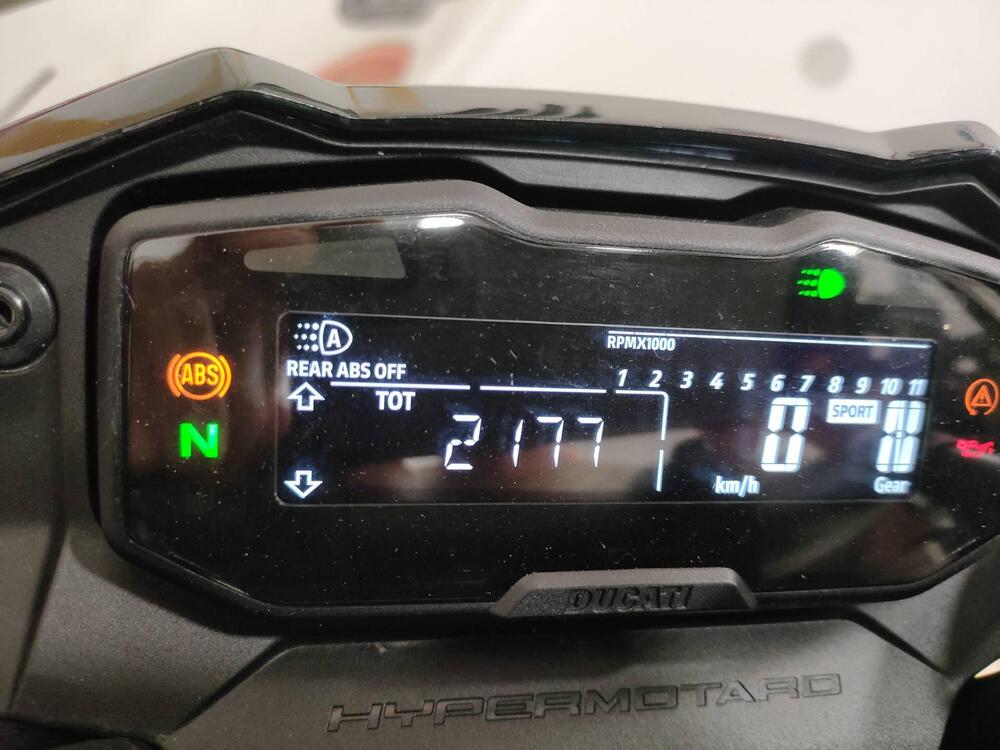 A
RPMX1000
REAR ABS OFF
1 2 3 4 5 6 7 8 9 10 11
ABS
TOT
SPORT
N
2177
0
km/h
Gear
DUCATI
HYPERMOTARD